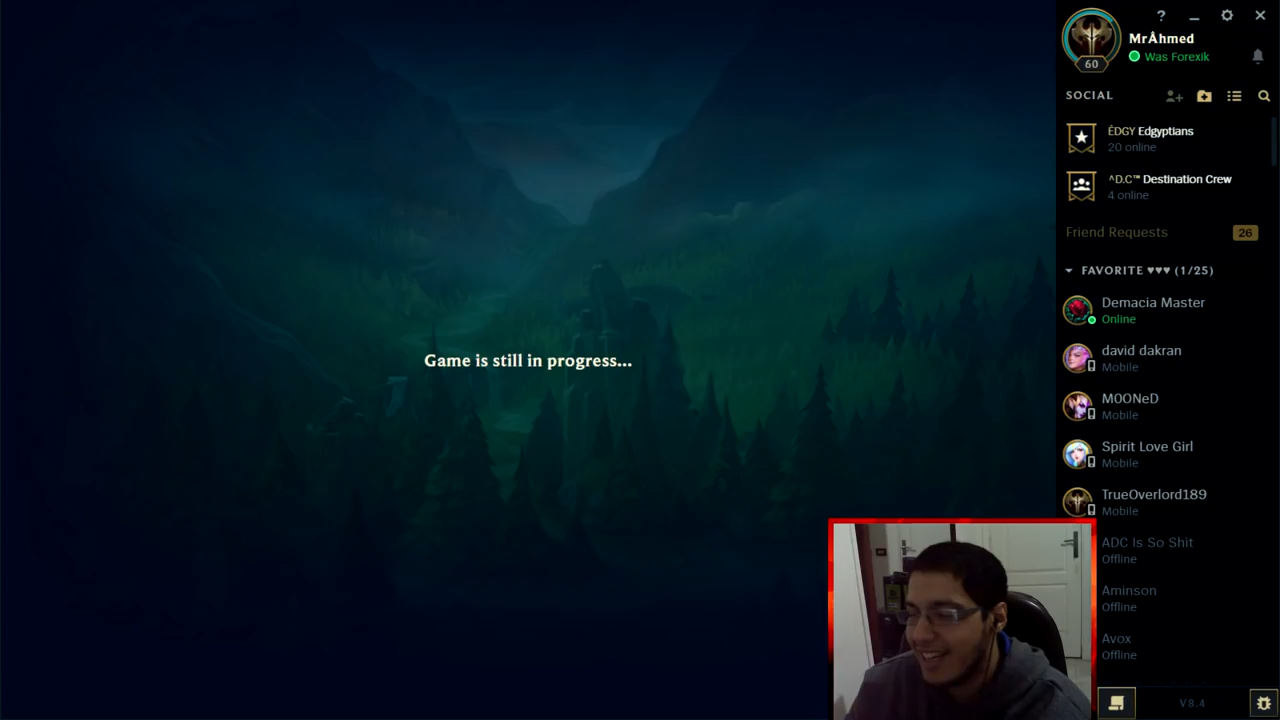 ?
MrÅhmed
60
Was Forexik
SOCIAL
ÉDGY Edgyptians
20 online
^D.C™ Destination Crew
4 online
Friend Requests
26
FAVORITE ♥♥♥ (1/25)
Demacia Master
Online
david dakran
Mobile
M0ONeD
Mobile
Spirit Love Girl
Mobile
TrueOverlord189
Mobile
ADC is So Shit
Offline
Aminson
Offline
Avox
Offline
V8.4
Game is still in progress...